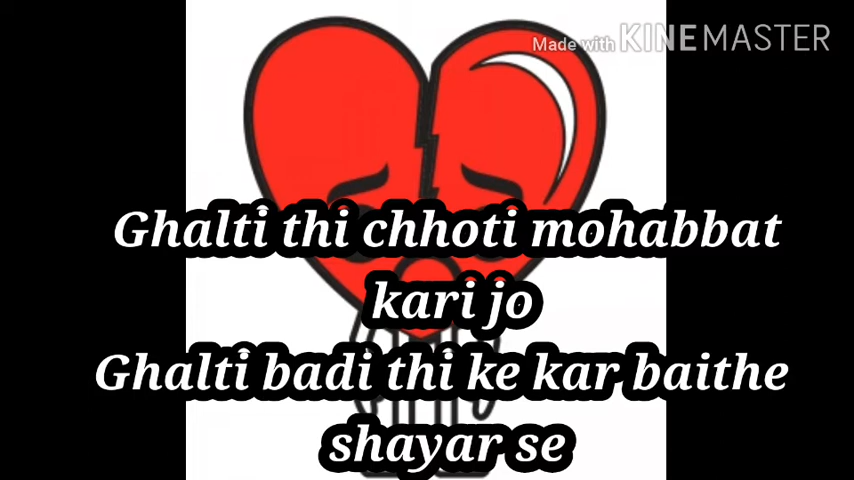 Made with KINEMASTER
Ghalti thi chhoti mohabbat
kari jo
Ghalti badi thi ke kar baithe
shayar se